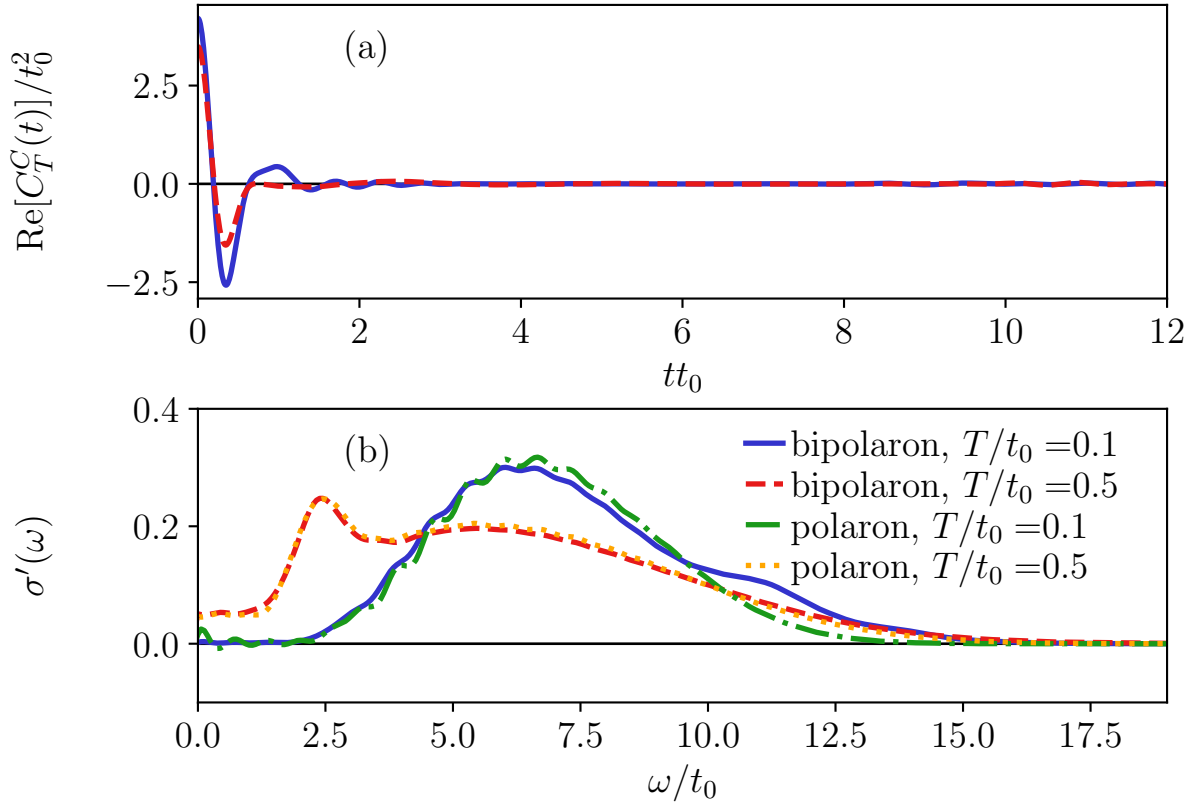 (a)
Re[C_T^C(t)]/t_0^2
2.5
0.0
−2.5
0 2 4 6 8 10 12
tt_0
(b)
σ′(ω)
0.4
0.2
0.0
bipolaron, T/t_0 =0.1
bipolaron, T/t_0 =0.5
polaron, T/t_0 =0.1
polaron, T/t_0 =0.5
0.0 2.5 5.0 7.5 10.0 12.5 15.0 17.5
ω/t_0